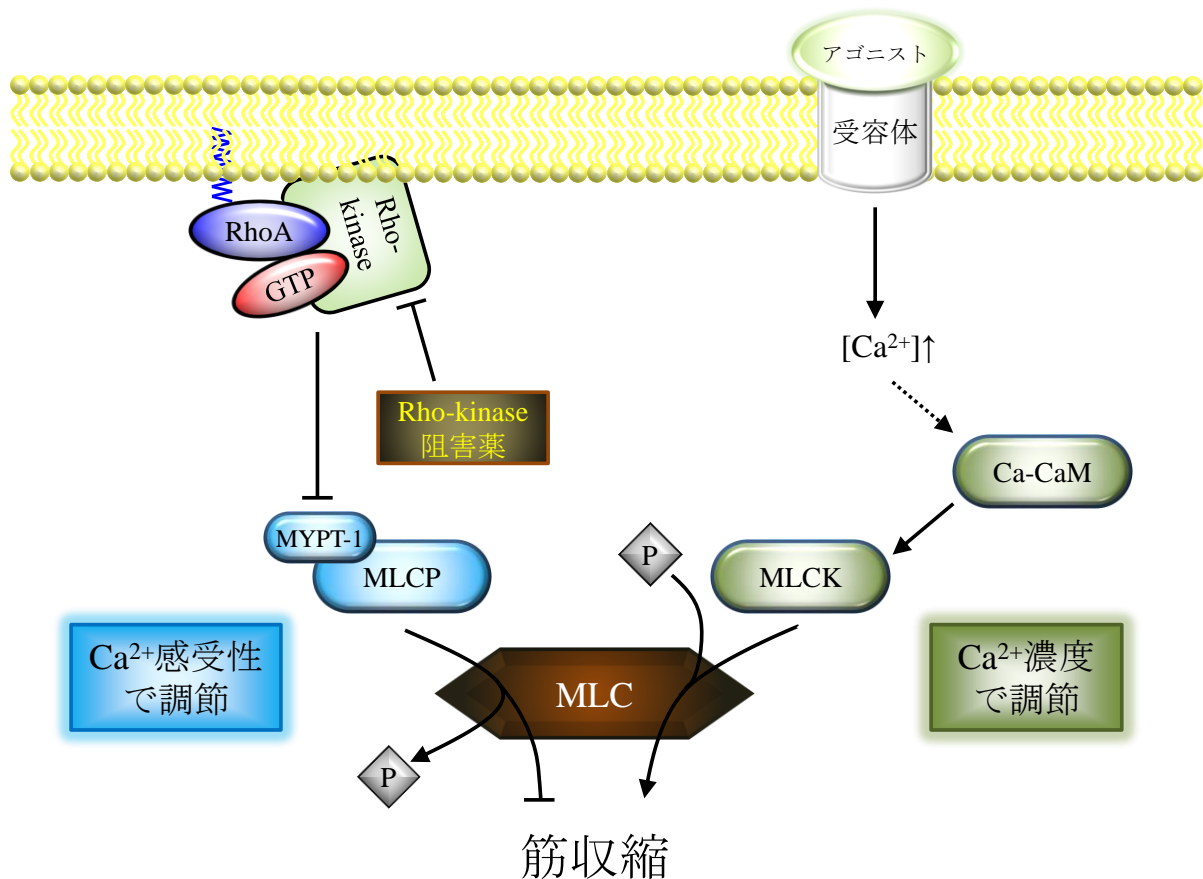 アゴニスト
受容体
RhoA
Rho-
kinase
GTP
[Ca²⁺]↑
Rho-kinase
阻害薬
Ca-CaM
MYPT-1
MLCP
P
MLCK
Ca²⁺感受性
で調節
MLC
Ca²⁺濃度
で調節
P
筋収縮